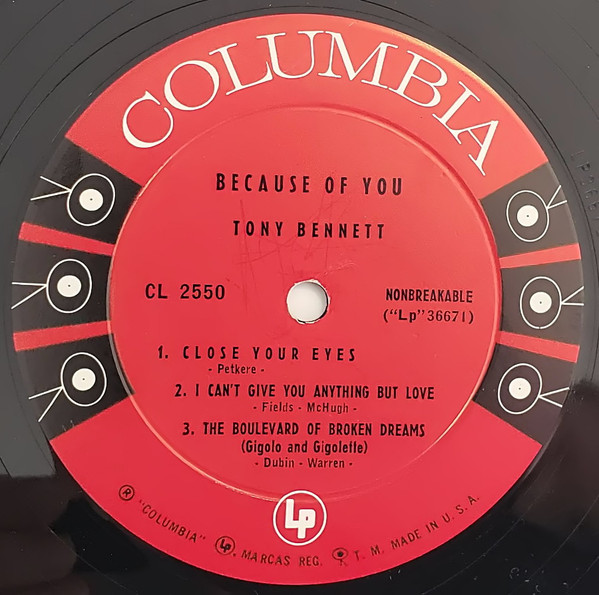 COLUMBIA
BECAUSE OF YOU
TONY BENNETT
CL 2550
NONBREAKABLE
("Lp" 36671)
1. CLOSE YOUR EYES
- Petkere -
2. I CAN'T GIVE YOU ANYTHING BUT LOVE
- Fields - McHugh -
3. THE BOULEVARD OF BROKEN DREAMS
(Gigolo and Gigolette)
- Dubin - Warren -
Lp
® "COLUMBIA" Lp, MARCAS REG. T. M. MADE IN U. S. A.